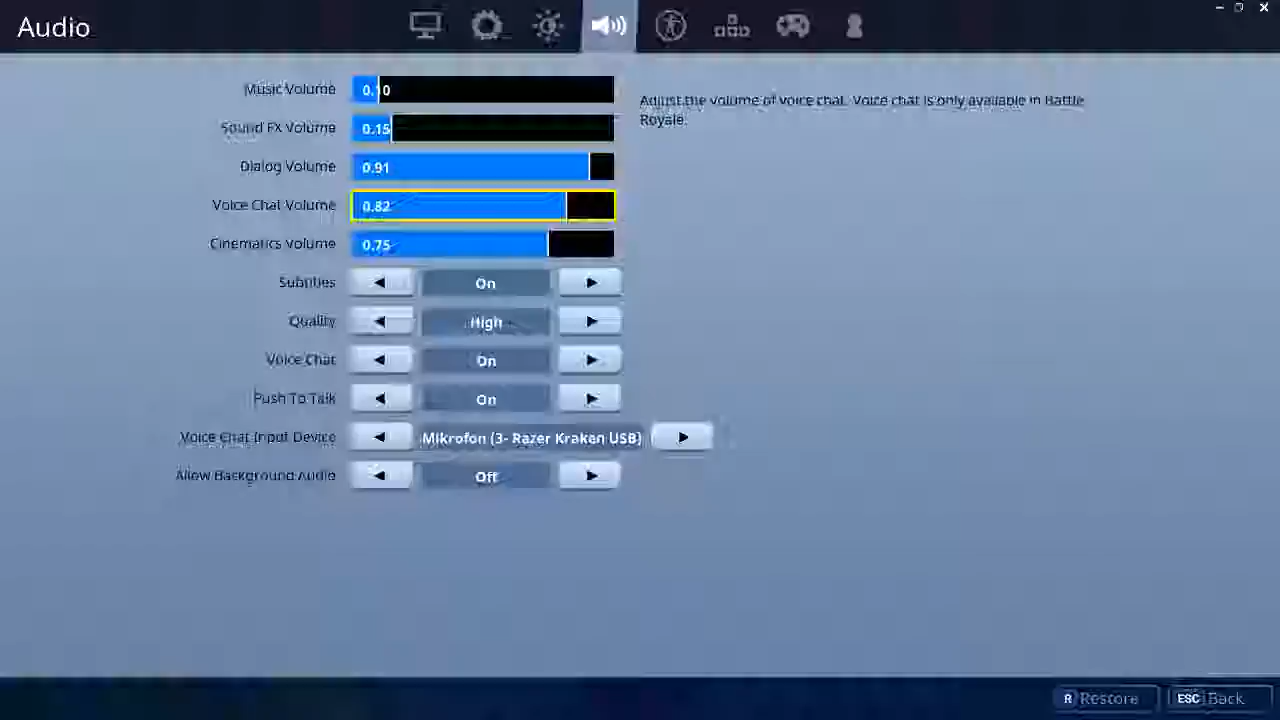 Audio
Music Volume 0.10
Adjust the volume of voice chat. Voice chat is only available in Battle
Royale.
Sound FX Volume 0.15
Dialog Volume 0.91
Voice Chat Volume 0.82
Cinematics Volume 0.75
Subtitles On
Quality High
Voice Chat On
Push To Talk On
Voice Chat Input Device Mikrofon (3- Razer Kraken USB)
Allow Background Audio Off
R Restore ESC Back